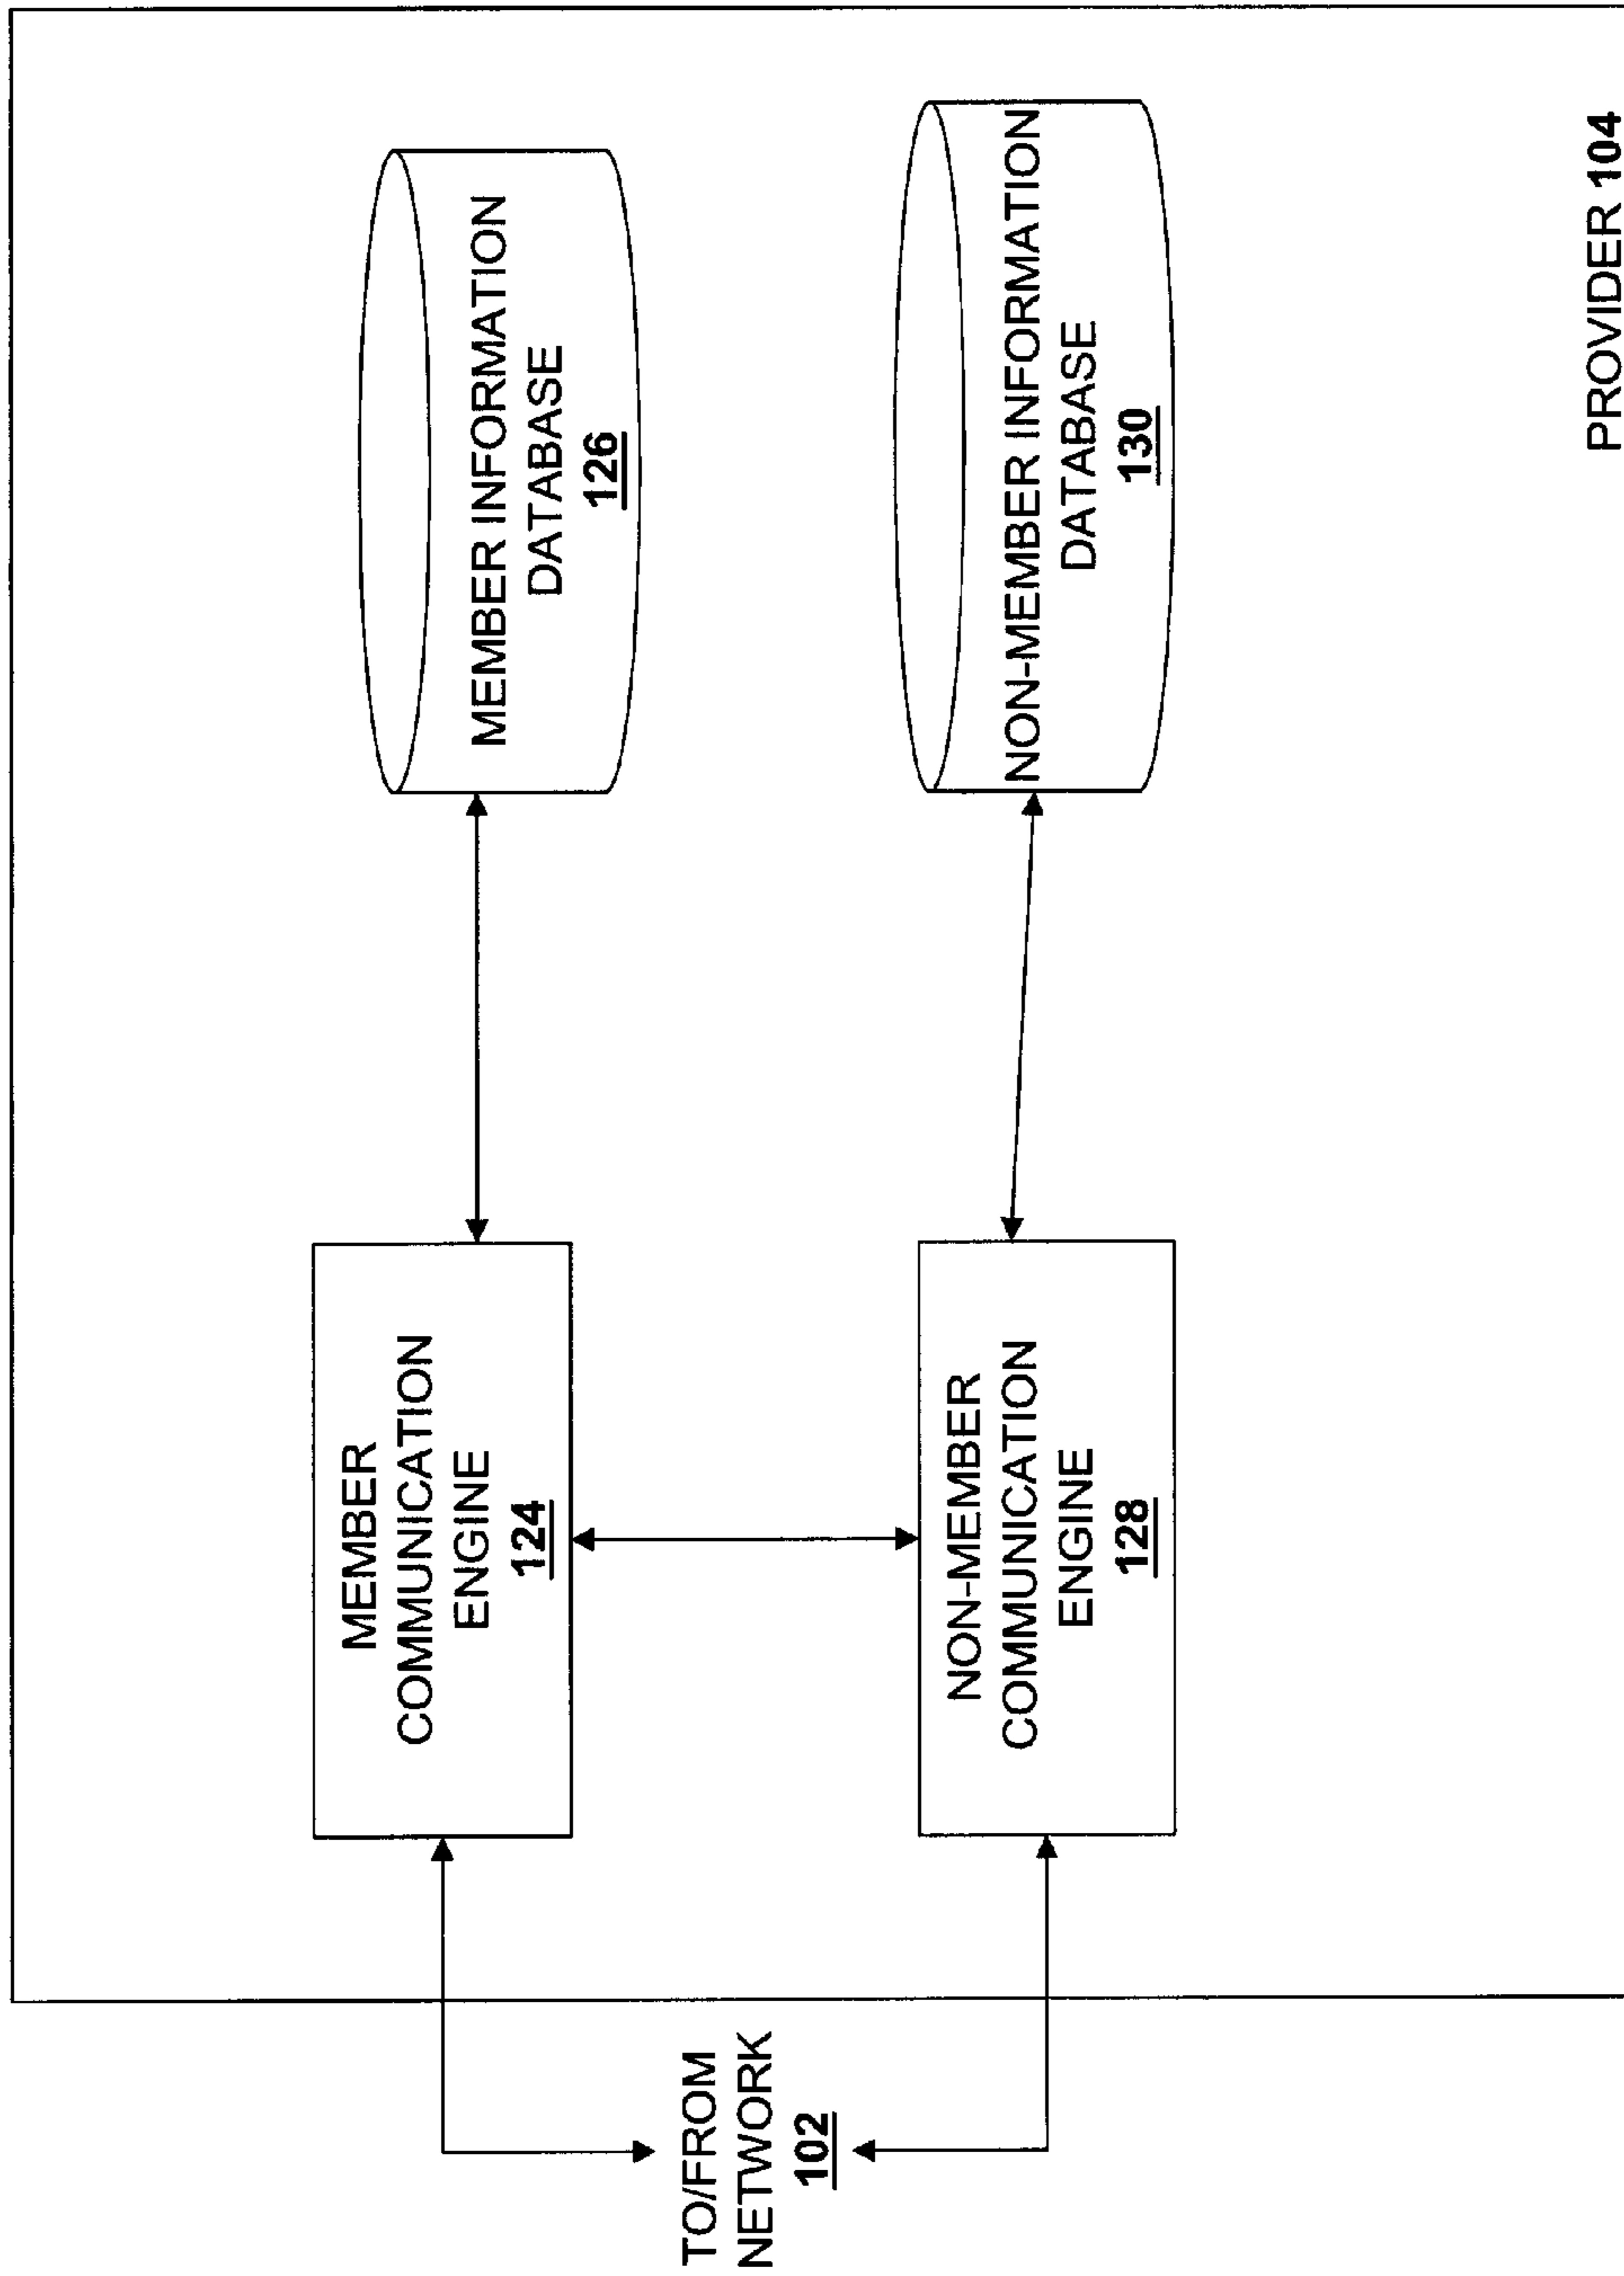 MEMBER
COMMUNICATION
ENGINE
124
MEMBER INFORMATION
DATABASE
126
TO/FROM
NETWORK
102
NON-MEMBER
COMMUNICATION
ENGINE
128
NON-MEMBER INFORMATION
DATABASE
130
PROVIDER 104